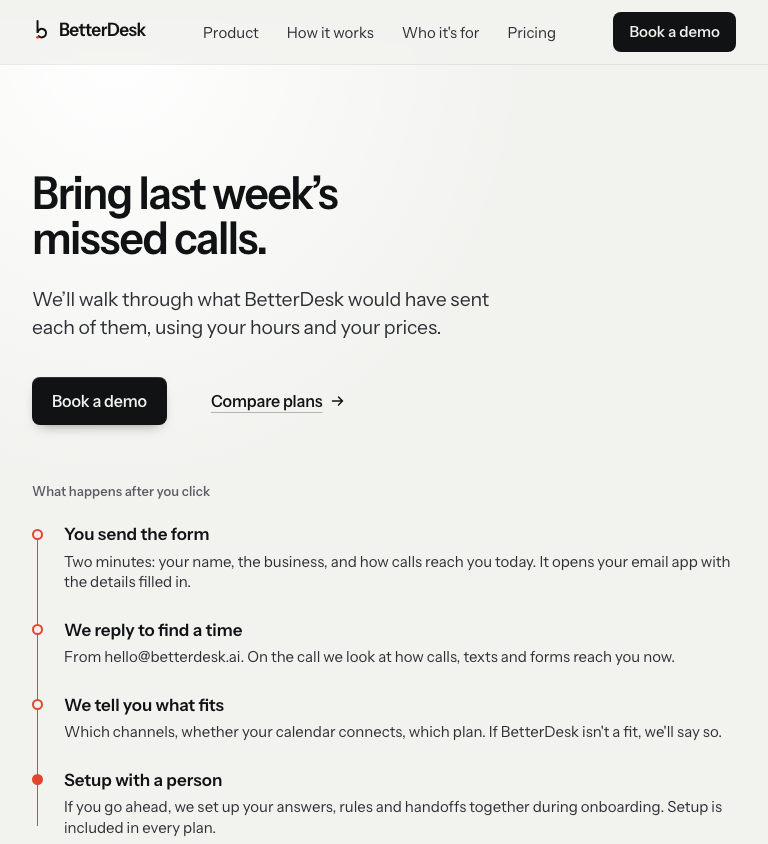 BetterDesk
Product
How it works
Who it's for
Pricing
Book a demo
Bring last week’s
missed calls.
We’ll walk through what BetterDesk would have sent
each of them, using your hours and your prices.
Book a demo
Compare plans →
What happens after you click
You send the form
Two minutes: your name, the business, and how calls reach you today. It opens your email app with
the details filled in.
We reply to find a time
From hello@betterdesk.ai. On the call we look at how calls, texts and forms reach you now.
We tell you what fits
Which channels, whether your calendar connects, which plan. If BetterDesk isn't a fit, we'll say so.
Setup with a person
If you go ahead, we set up your answers, rules and handoffs together during onboarding. Setup is
included in every plan.